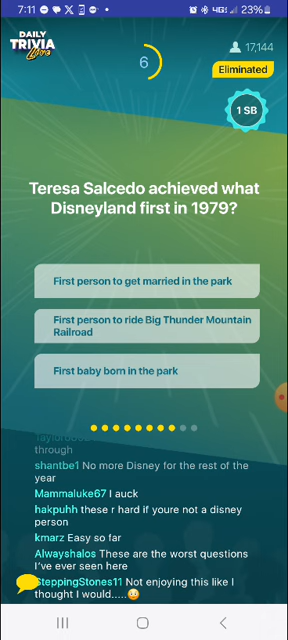 7:11
4G
23%
DAILY
TRIVIA
Live
6
17,144
Eliminated
1 SB
Teresa Salcedo achieved what
Disneyland first in 1979?
First person to get married in the park
First person to ride Big Thunder Mountain
Railroad
First baby born in the park
through
shantbe1 No more Disney for the rest of the
year
Mammaluke67 I auck
hakpuhh these r hard if youre not a disney
person
kmarz Easy so far
Alwayshalos These are the worst questions
I've ever seen here
SteppingStones11 Not enjoying this like I
thought I would.....